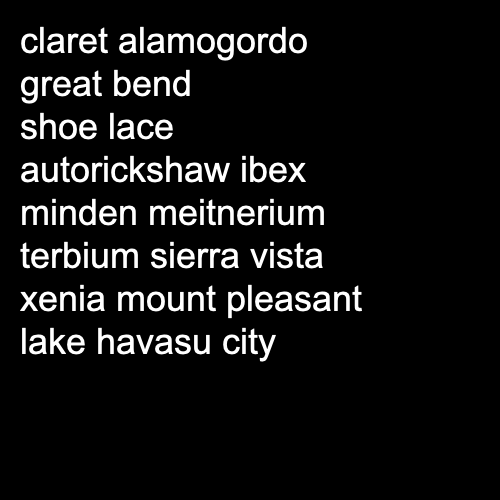 claret alamogordo
great bend
shoe lace
autorickshaw ibex
minden meitnerium
terbium sierra vista
xenia mount pleasant
lake havasu city